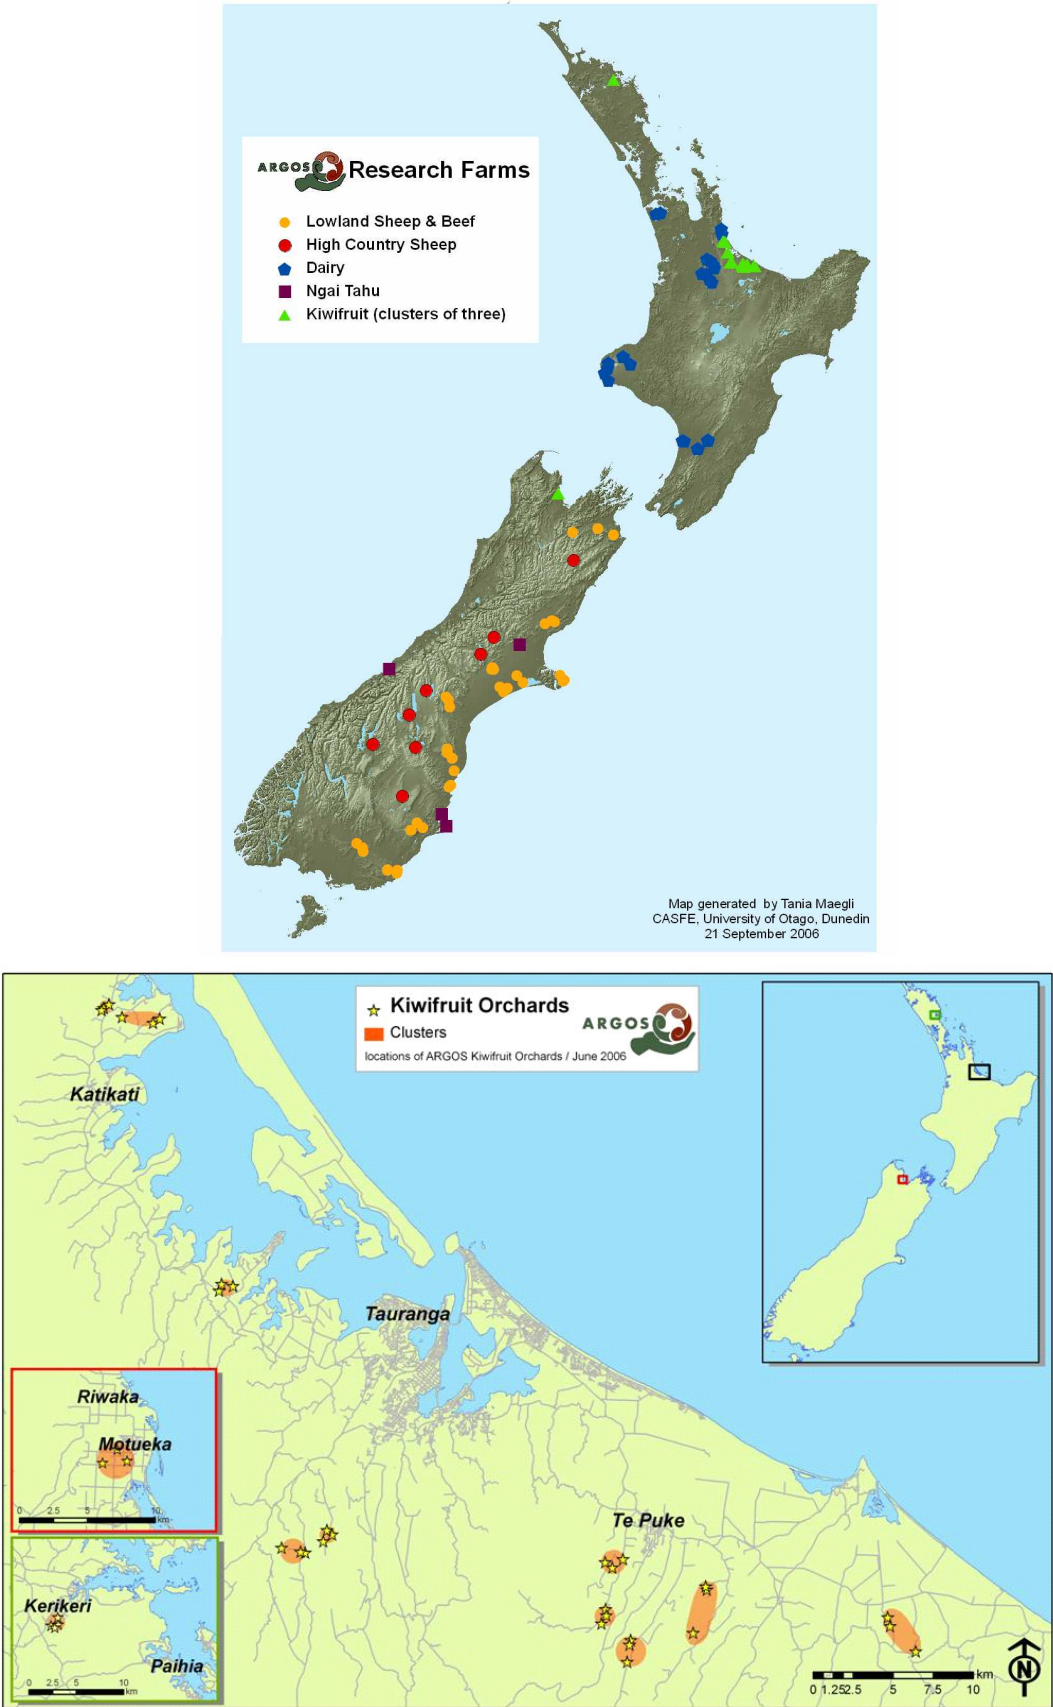 ARGOS Research Farms
Lowland Sheep & Beef
High Country Sheep
Dairy
Ngai Tahu
Kiwifruit (clusters of three)
Map generated by Tania Maegli
CASFE, University of Otago, Dunedin
21 September 2006
Kiwifruit Orchards
Clusters
ARGOS
locations of ARGOS Kiwifruit Orchards / June 2006
Katikati
Tauranga
Riwaka
Motueka
0 2.5 5 10
km
Te Puke
Kerikeri
Paihia
0 2.5 5 10
km
km
0 1.252.5 5 7.5 10
N